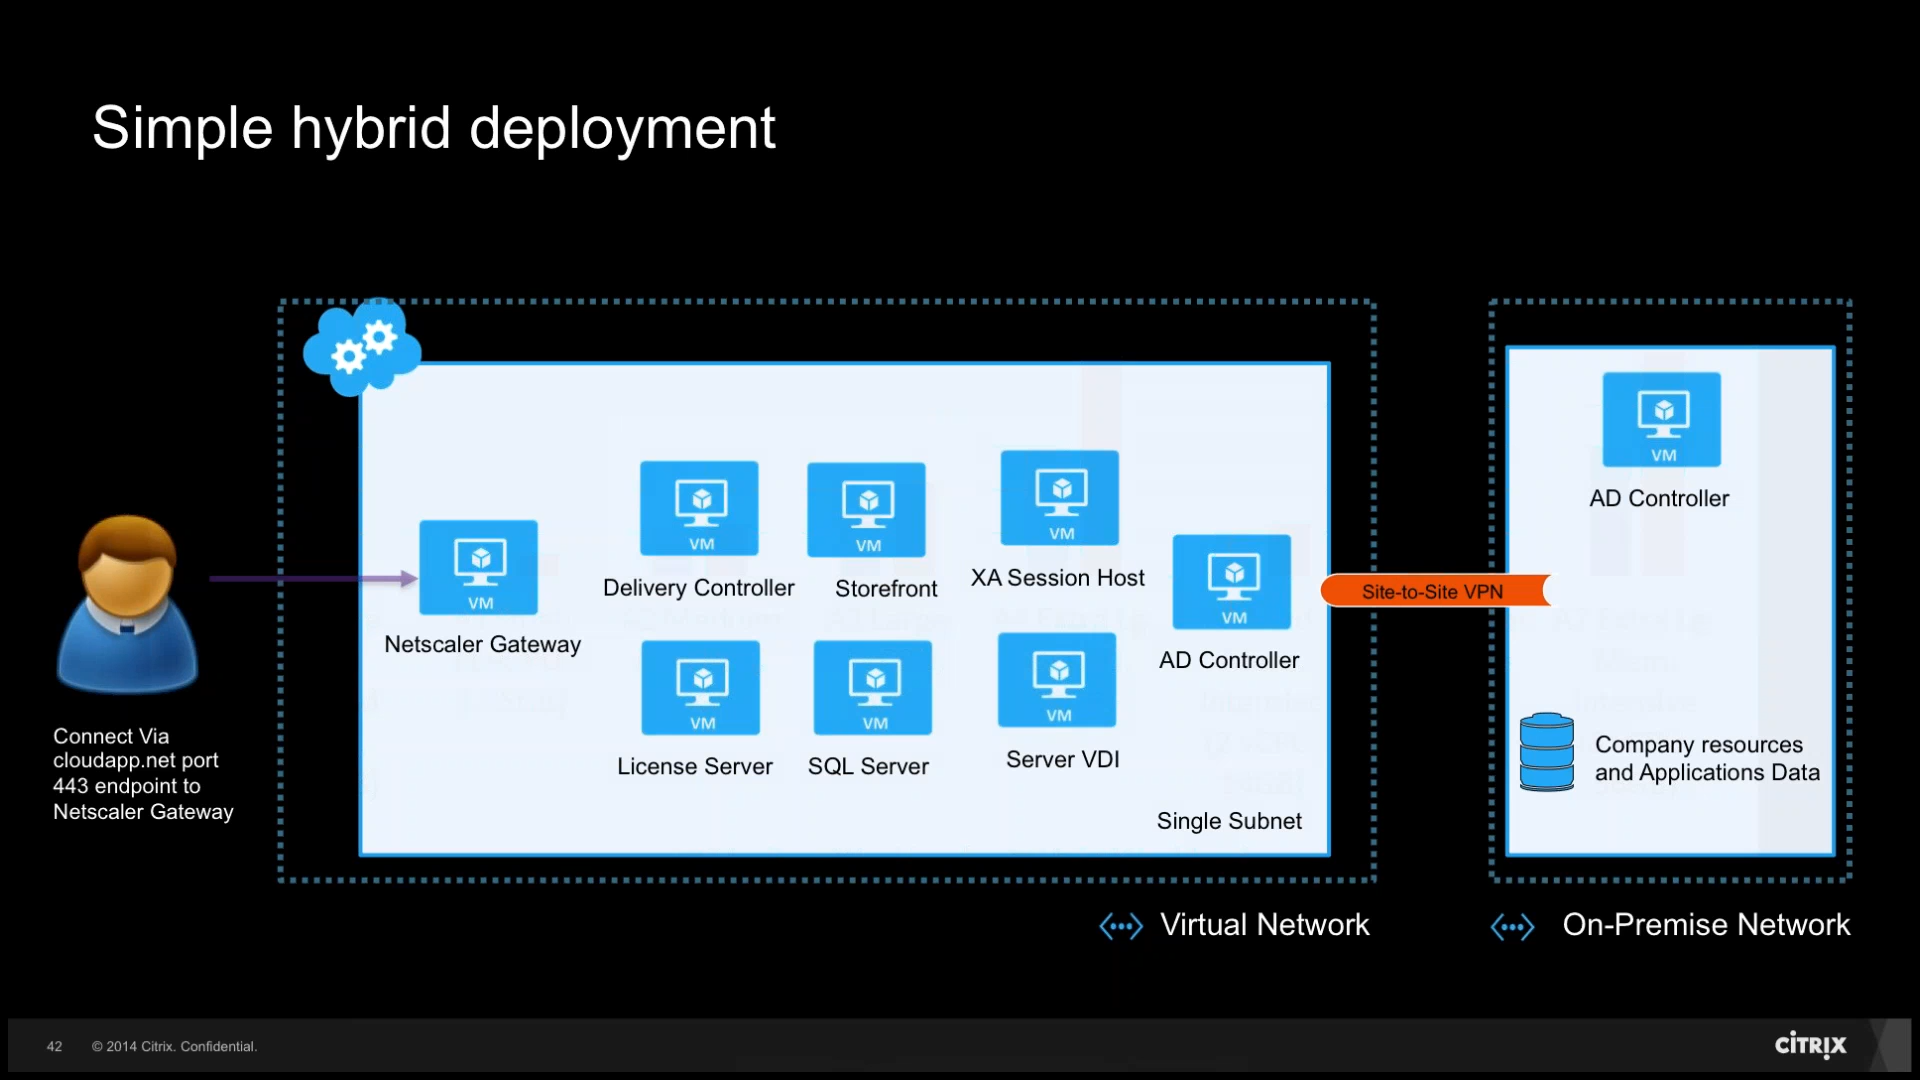 Simple hybrid deployment
VM
Netscaler Gateway
VM
Delivery Controller
VM
Storefront
VM
XA Session Host
VM
License Server
VM
SQL Server
VM
Server VDI
VM
AD Controller
Single Subnet
Site-to-Site VPN
VM
AD Controller
Company resources
and Applications Data
Connect Via
cloudapp.net port
443 endpoint to
Netscaler Gateway
Virtual Network
On-Premise Network
42
© 2014 Citrix. Confidential.
CITRIX